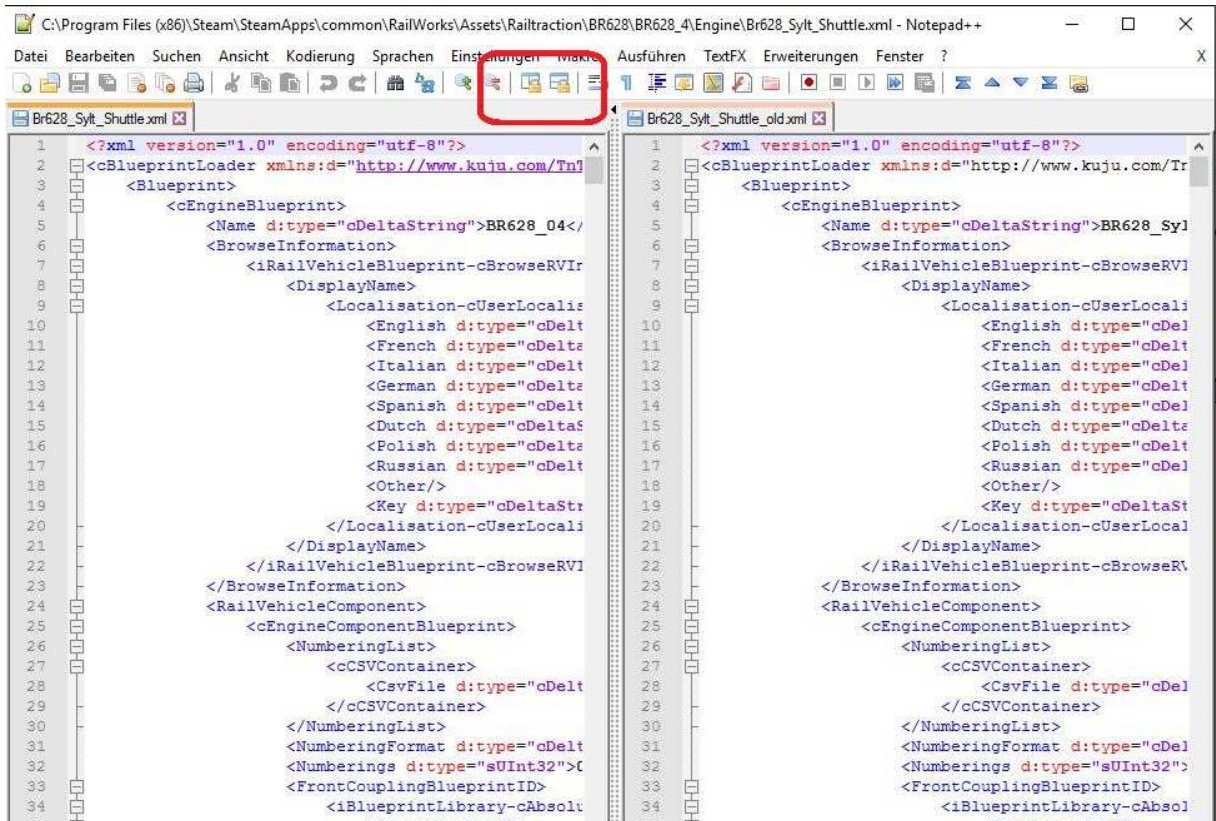 C:\Program Files (x86)\Steam\SteamApps\common\RailWorks\Assets\Railtraction\BR628\BR628_4\Engine\Br628_Sylt_Shuttle.xml - Notepad++
Datei Bearbeiten Suchen Ansicht Kodierung Sprachen Einstellungen Makro Ausführen TextFX Erweiterungen Fenster ? X
Br628_Sylt_Shuttle.xml
1 <?xml version="1.0" encoding="utf-8"?>
2 <cBlueprintLoader xmlns:d="http://www.kuju.com/TnT
3 <Blueprint>
4 <cEngineBlueprint>
5 <Name d:type="cDeltaString">BR628_04</
6 <BrowseInformation>
7 <iRailVehicleBlueprint-cBrowseRVIn
8 <DisplayName>
9 <Localisation-cUserLocalis
10 <English d:type="cDelt
11 <French d:type="cDelta
12 <Italian d:type="cDelt
13 <German d:type="cDelta
14 <Spanish d:type="cDelt
15 <Dutch d:type="cDeltaS
16 <Polish d:type="cDelta
17 <Russian d:type="cDelt
18 <Other/>
19 <Key d:type="cDeltaStr
20 </Localisation-cUserLocali
21 </DisplayName>
22 </iRailVehicleBlueprint-cBrowseRVI
23 </BrowseInformation>
24 <RailVehicleComponent>
25 <cEngineComponentBlueprint>
26 <NumberingList>
27 <cCSVContainer>
28 <CsvFile d:type="cDelt
29 </cCSVContainer>
30 </NumberingList>
31 <NumberingFormat d:type="cDelt
32 <Numberings d:type="sUInt32">0
33 <FrontCouplingBlueprintID>
34 <iBlueprintLibrary-cAbsolu
Br628_Sylt_Shuttle_old.xml
1 <?xml version="1.0" encoding="utf-8"?>
2 <cBlueprintLoader xmlns:d="http://www.kuju.com/Tn
3 <Blueprint>
4 <cEngineBlueprint>
5 <Name d:type="cDeltaString">BR628_Syl
6 <BrowseInformation>
7 <iRailVehicleBlueprint-cBrowseRVI
8 <DisplayName>
9 <Localisation-cUserLocali
10 <English d:type="cDel
11 <French d:type="cDelt
12 <Italian d:type="cDel
13 <German d:type="cDelt
14 <Spanish d:type="cDel
15 <Dutch d:type="cDelta
16 <Polish d:type="cDelt
17 <Russian d:type="cDel
18 <Other/>
19 <Key d:type="cDeltaSt
20 </Localisation-cUserLocal
21 </DisplayName>
22 </iRailVehicleBlueprint-cBrowseRV
23 </BrowseInformation>
24 <RailVehicleComponent>
25 <cEngineComponentBlueprint>
26 <NumberingList>
27 <cCSVContainer>
28 <CsvFile d:type="cDel
29 </cCSVContainer>
30 </NumberingList>
31 <NumberingFormat d:type="cDel
32 <Numberings d:type="sUInt32">
33 <FrontCouplingBlueprintID>
34 <iBlueprintLibrary-cAbsol